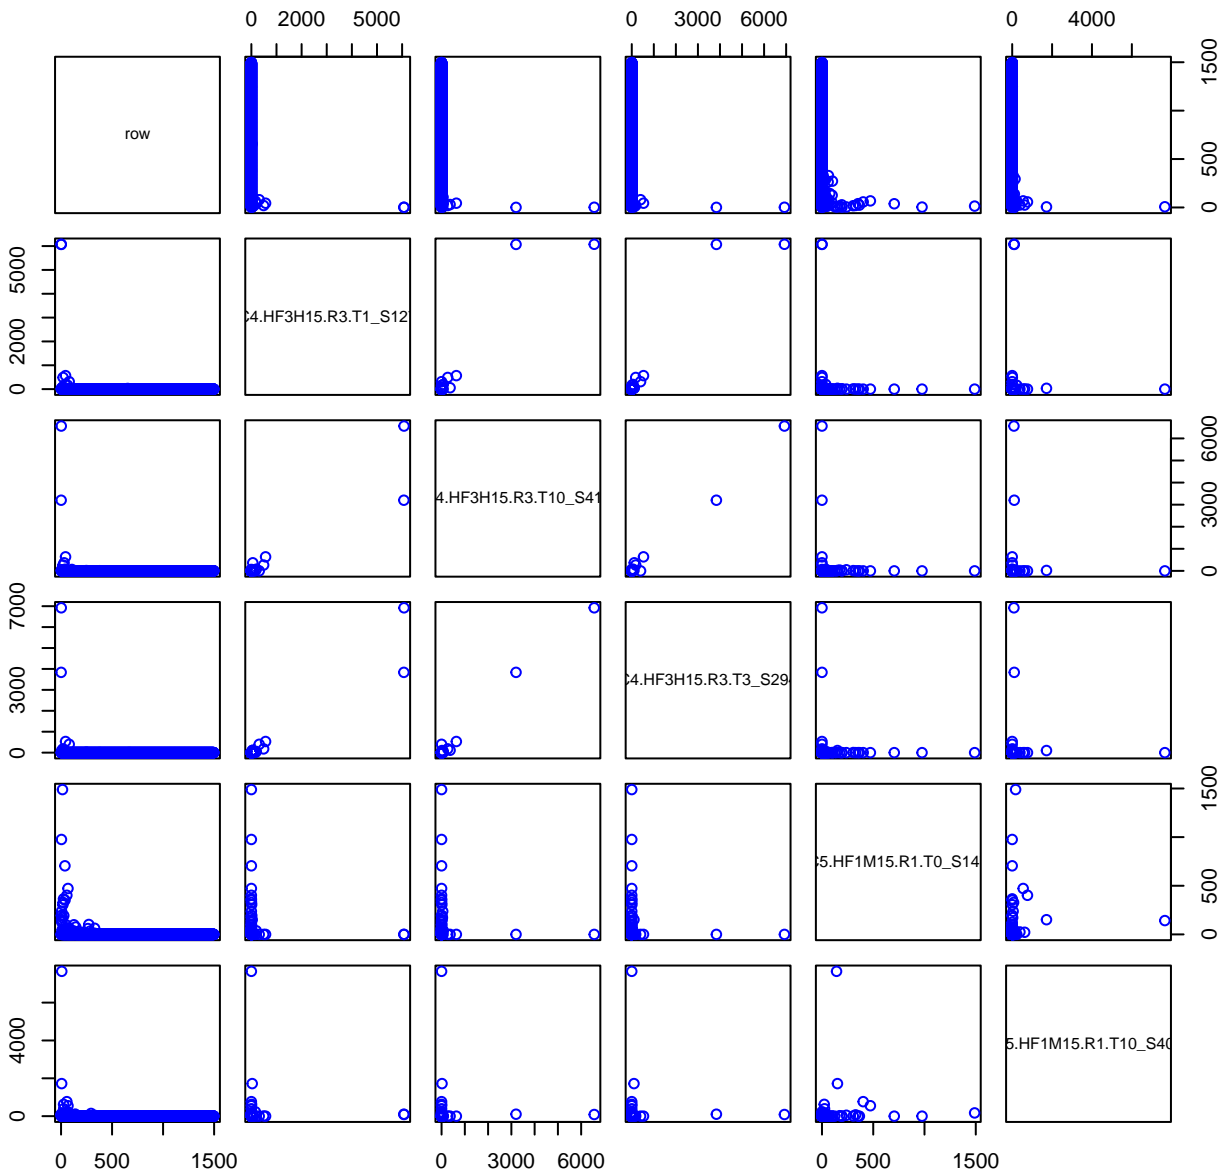 0 2000 5000 0 3000 6000 0 4000
row
0 500 1500
0 2000 5000
C4.HF3H15.R3.T1_S12
4.HF3H15.R3.T10_S41
0 3000 6000
0 3000 7000
C4.HF3H15.R3.T3_S29
C5.HF1M15.R1.T0_S14
0 500 1500
0 4000
5.HF1M15.R1.T10_S40
0 500 1500 0 3000 6000 0 500 1500